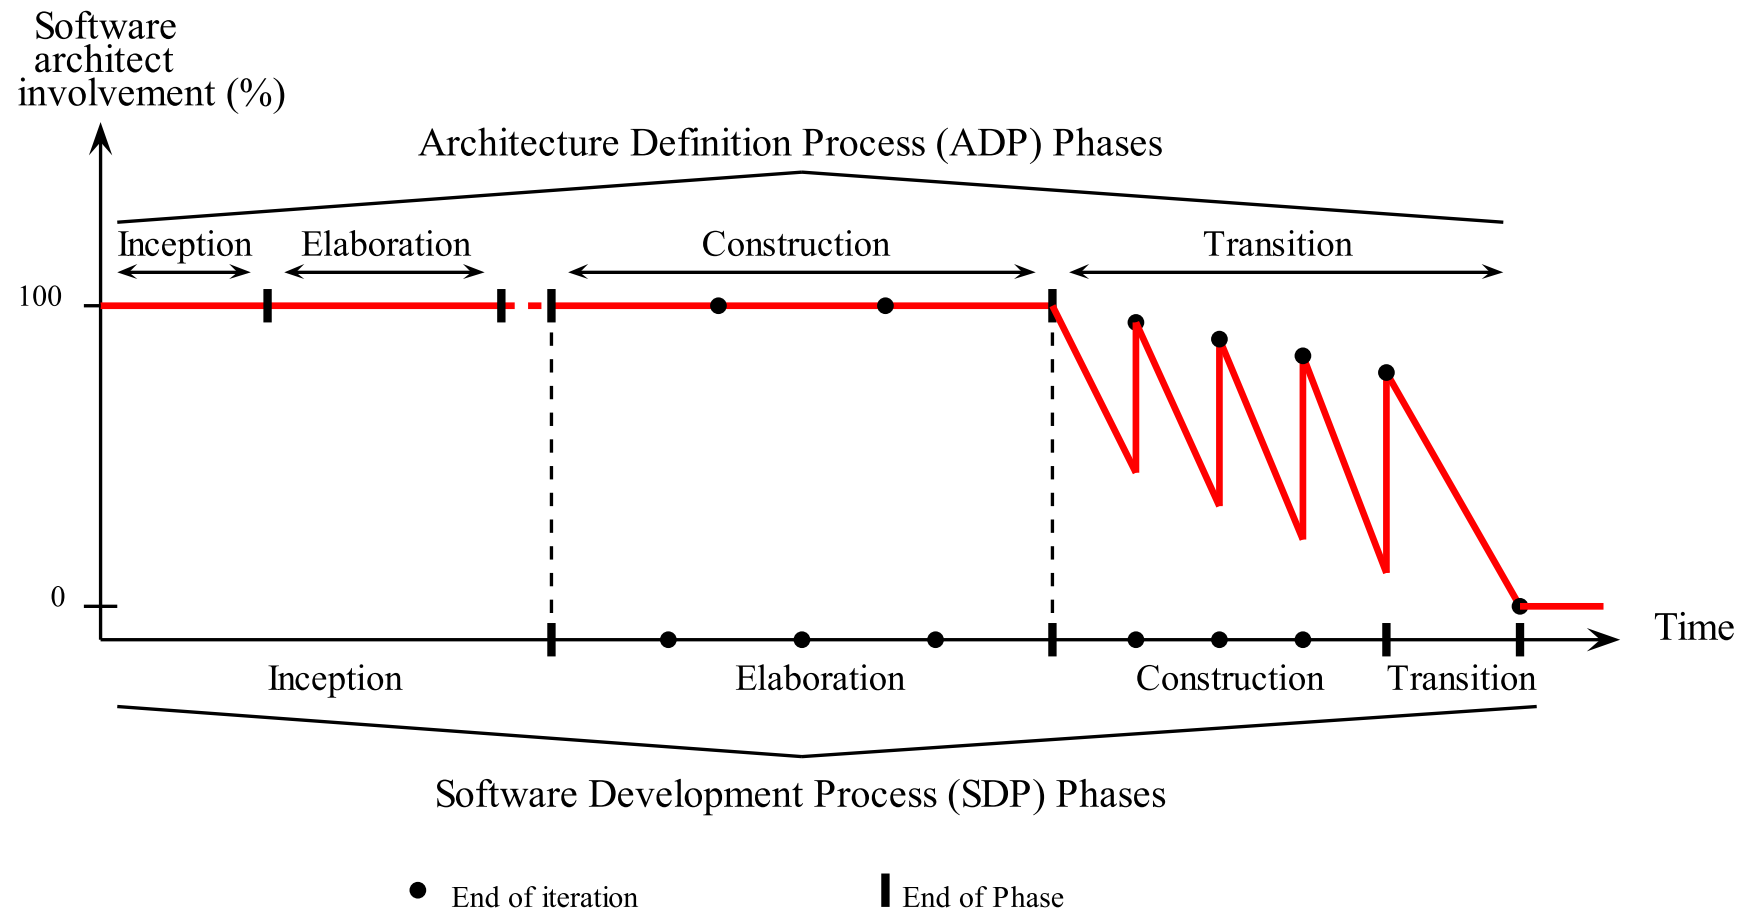 Software
architect
involvement (%)
Architecture Definition Process (ADP) Phases
Inception
Elaboration
Construction
Transition
100
0
Time
Inception
Elaboration
Construction
Transition
Software Development Process (SDP) Phases
End of iteration
End of Phase